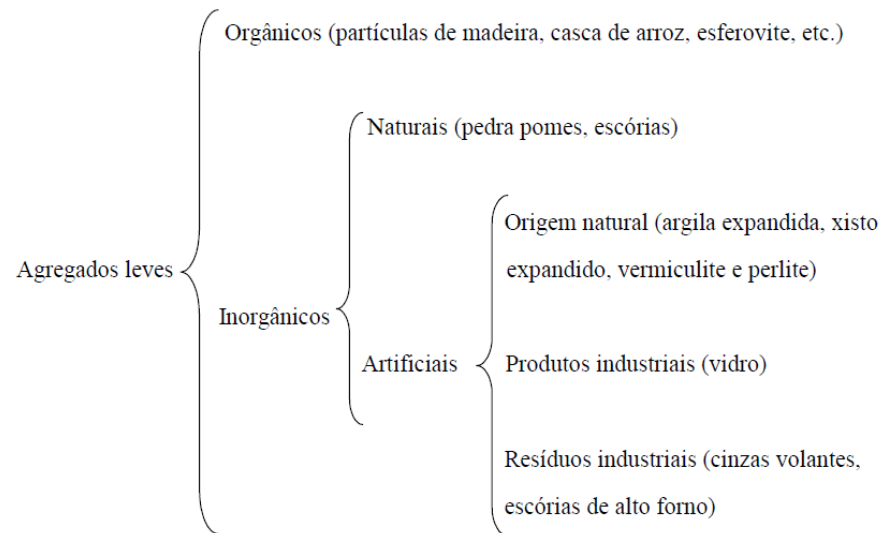 Orgânicos (partículas de madeira, casca de arroz, esferovite, etc.)
Naturais (pedra pomes, escórias)
Origem natural (argila expandida, xisto
expandido, vermiculite e perlite)
Agregados leves
Inorgânicos
Artificiais
Produtos industriais (vidro)
Resíduos industriais (cinzas volantes,
escórias de alto forno)